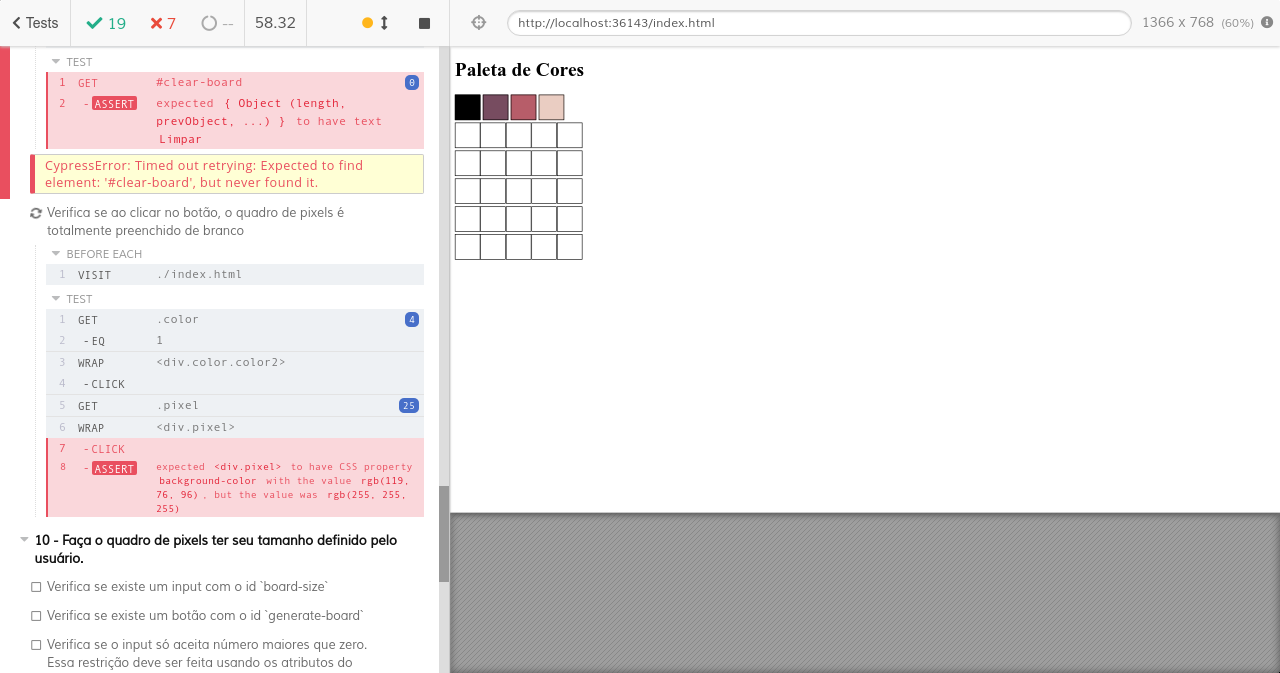 Tests 19 7 -- 58.32 http://localhost:36143/index.html 1366 x 768 (60%)
TEST
1 GET #clear-board 0
2 -ASSERT expected { Object (length,
prevObject, ...) } to have text
Limpar
CypressError: Timed out retrying: Expected to find
element: '#clear-board', but never found it.
Verifica se ao clicar no botão, o quadro de pixels é
totalmente preenchido de branco
BEFORE EACH
1 VISIT ./index.html
TEST
1 GET .color 4
2 -EQ 1
3 WRAP <div.color.color2>
4 -CLICK
5 GET .pixel 25
6 WRAP <div.pixel>
7 -CLICK
8 -ASSERT expected <div.pixel> to have CSS property
background-color with the value rgb(119,
76, 96) , but the value was rgb(255, 255,
255)
10 - Faça o quadro de pixels ter seu tamanho definido pelo
usuário.
Verifica se existe um input com o id `board-size`
Verifica se existe um botão com o id `generate-board`
Verifica se o input só aceita número maiores que zero.
Essa restrição deve ser feita usando os atributos do
Paleta de Cores